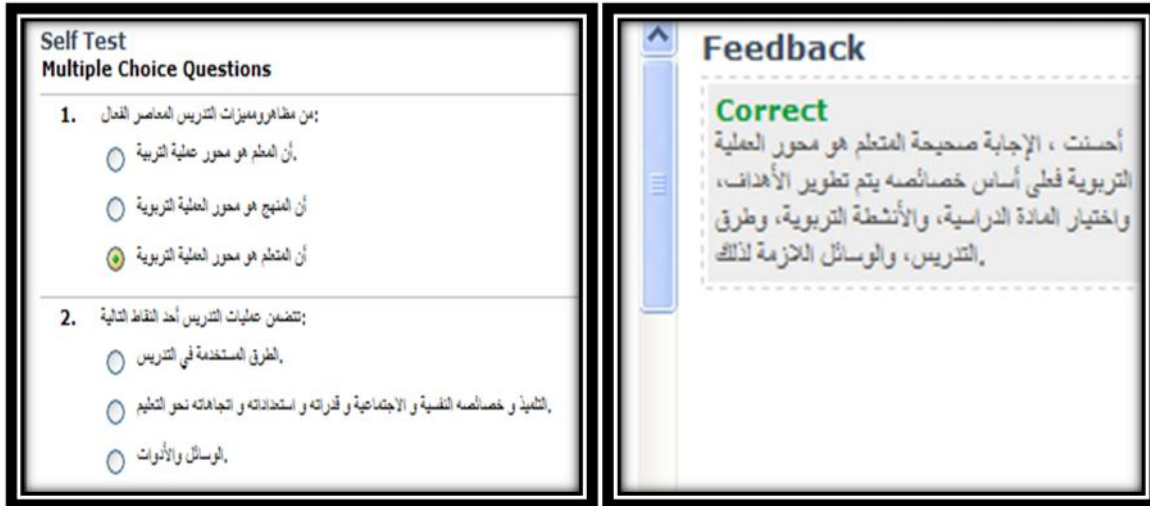 Self Test
Multiple Choice Questions
1. من مظاهرومميزات التدريس المعاصر الفعال:
أن المعلم هو محور عملية التربية.
أن المنهج هو محور العملية التربوية
أن المتعلم هو محور العملية التربوية
2. تتضمن عمليات التدريس أحد النقاط التالية:
الطرق المستخدمة في التدريس.
التلميذ و خصائصه النفسية و الاجتماعية و قدراته و استعداداته و اتجاهاته نحو التعليم.
الوسائل والأدوات.
Feedback
Correct
أحسنت ، الإجابة صحيحة المتعلم هو محور العملية
التربوية فعلى أساس خصائصه يتم تطوير الأهداف،
واختيار المادة الدراسية، والأنشطة التربوية، وطرق
التدريس، والوسائل اللازمة لذلك.